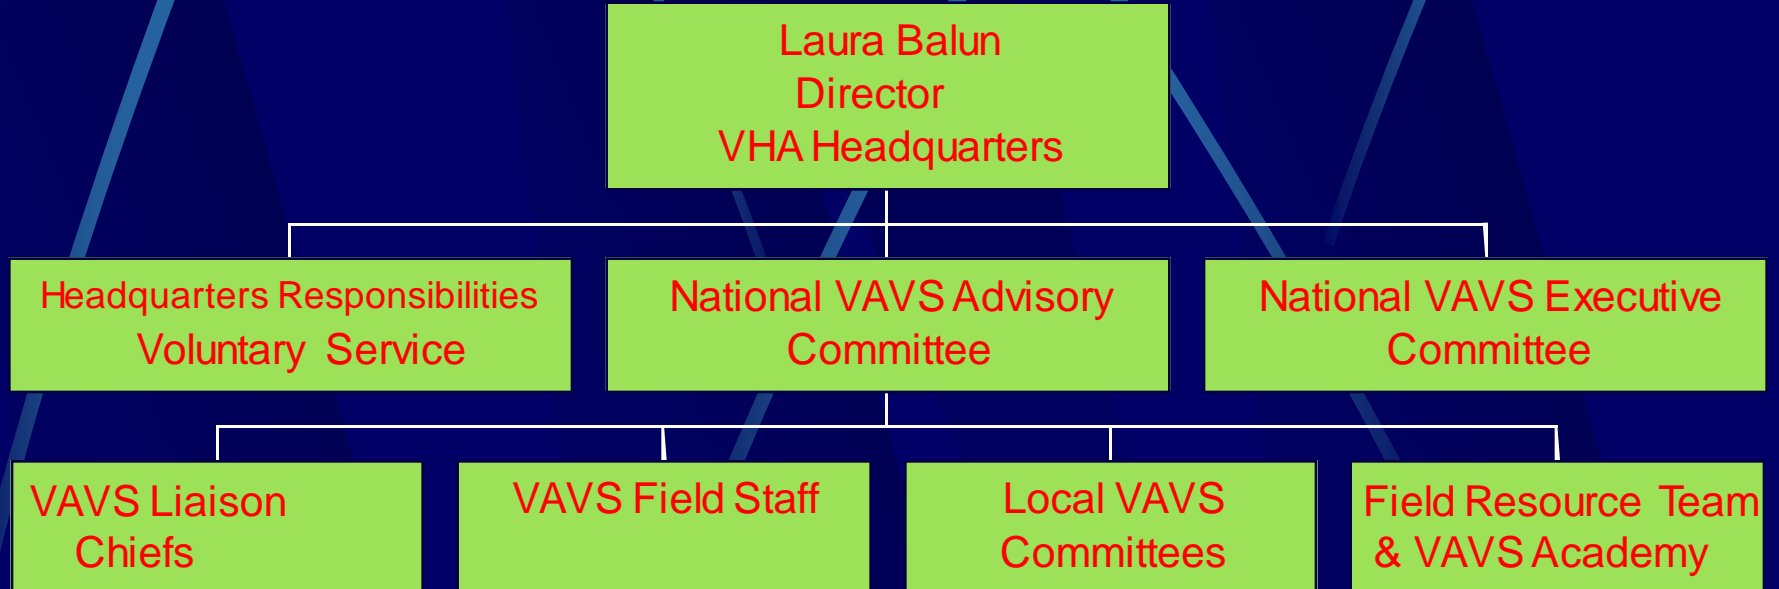 Laura Balun
Director
VHA Headquarters
Headquarters Responsibilities
Voluntary Service
National VAVS Advisory
Committee
National VAVS Executive
Committee
VAVS Liaison
Chiefs
VAVS Field Staff
Local VAVS
Committees
Field Resource Team
& VAVS Academy